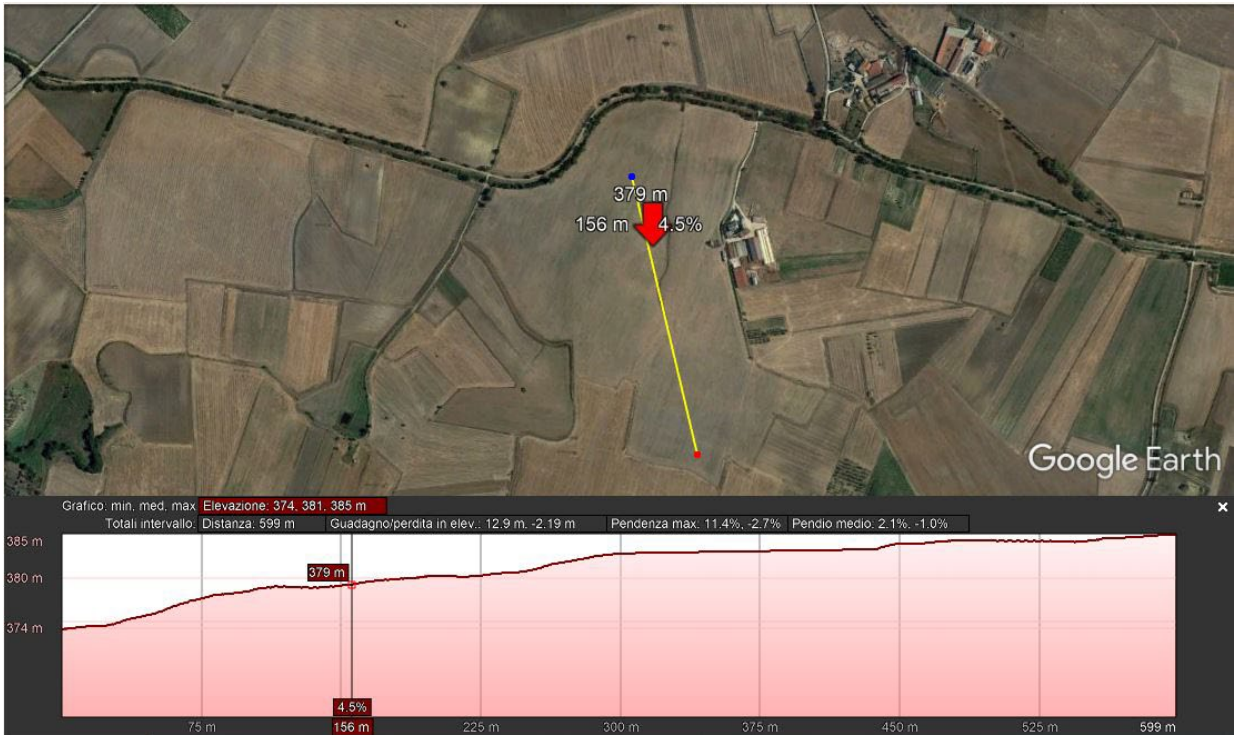 379 m
156 m 4.5%
Google Earth
Grafico: min. med. max Elevazione: 374, 381, 385 m
Totali intervallo: Distanza: 599 m Guadagno/perdita in elev.: 12.9 m. -2.19 m Pendenza max: 11.4%, -2.7% Pendio medio: 2.1%. -1.0%
385 m
380 m
374 m
379 m
4.5%
75 m 156 m 225 m 300 m 375 m 450 m 525 m 599 m